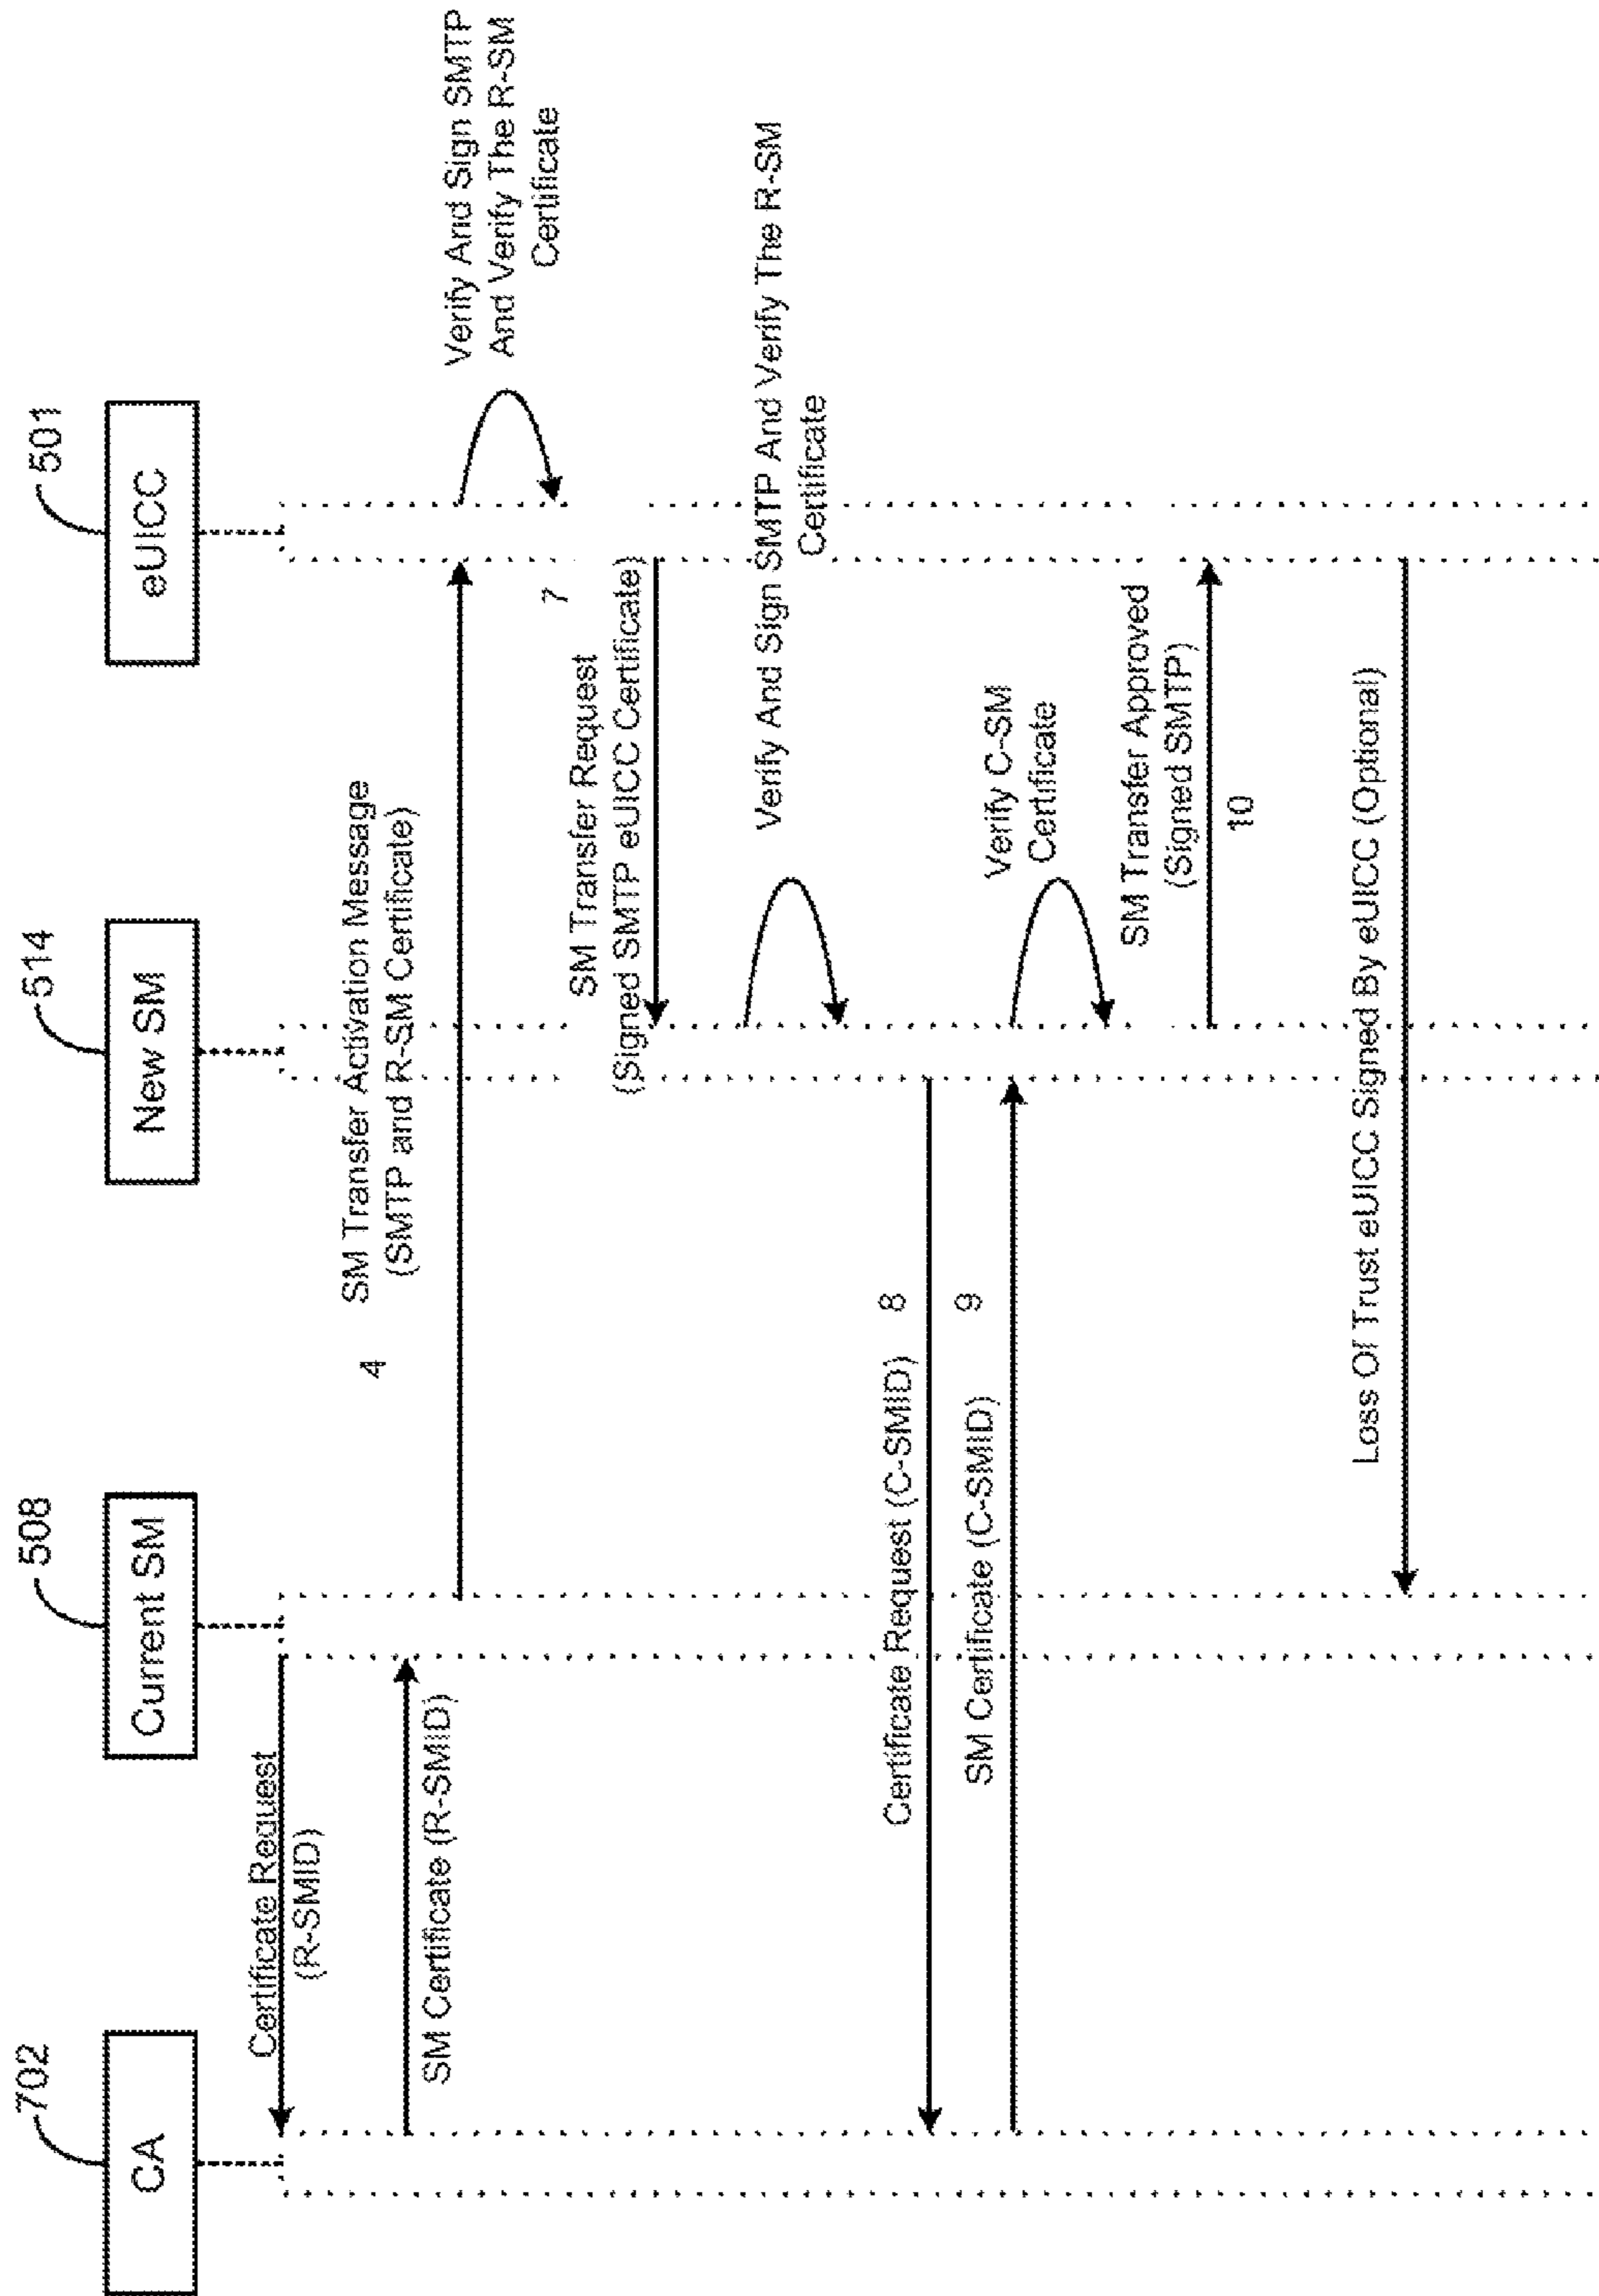 702
CA
508
Current SM
514
New SM
501
eUICC
Certificate Request
(R-SMID)
SM Certificate (R-SMID)
4
SM Transfer Activation Message
(SMTP and R-SM Certificate)
Verify And Sign SMTP
And Verify The R-SM
Certificate
7
SM Transfer Request
(Signed SMTP eUICC Certificate)
Verify And Sign SMTP And Verify The R-SM
Certificate
Certificate Request (C-SMID)
8
SM Certificate (C-SMID)
9
Verify C-SM
Certificate
SM Transfer Approved
(Signed SMTP)
10
Loss Of Trust eUICC Signed By eUICC (Optional)